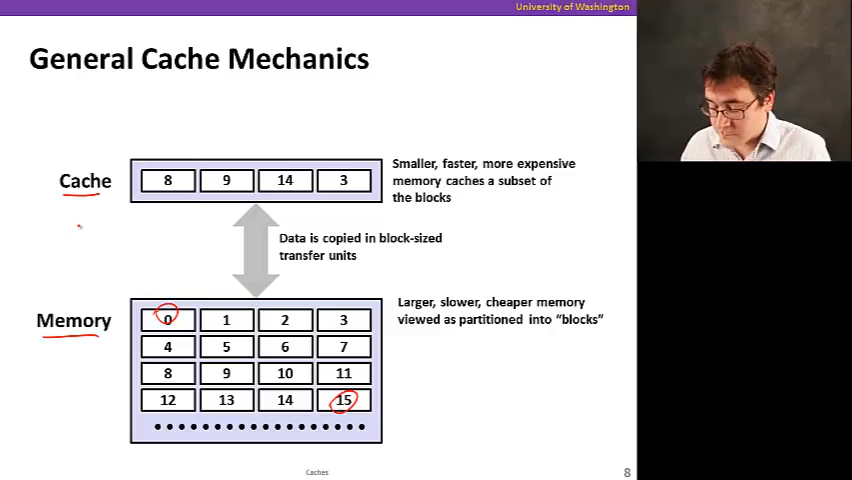 University of Washington
General Cache Mechanics
Cache
8 9 14 3
Smaller, faster, more expensive
memory caches a subset of
the blocks
Data is copied in block-sized
transfer units
Memory
0 1 2 3
4 5 6 7
8 9 10 11
12 13 14 15
Larger, slower, cheaper memory
viewed as partitioned into “blocks”
Caches
8